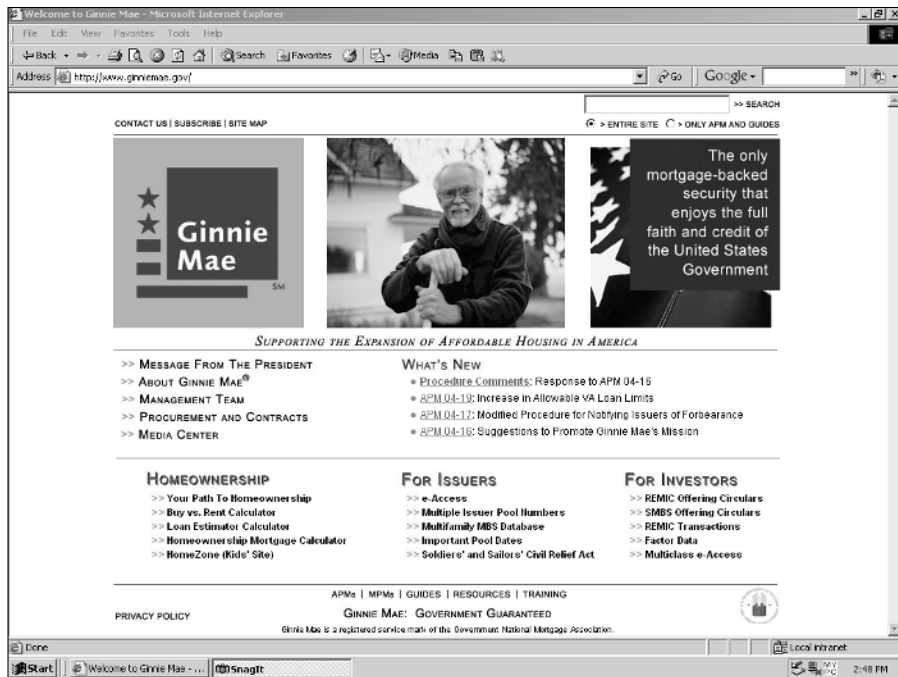 Welcome to Ginnie Mae - Microsoft Internet Explorer
File Edit View Favorites Tools Help
Back Search Favorites Media
Address http://www.ginniemae.gov/ Go Google
>> SEARCH
CONTACT US | SUBSCRIBE | SITE MAP
> ENTIRE SITE > ONLY APM AND GUIDES
Ginnie
Mae
SM
The only
mortgage-backed
security that
enjoys the full
faith and credit of
the United States
Government
SUPPORTING THE EXPANSION OF AFFORDABLE HOUSING IN AMERICA
>> MESSAGE FROM THE PRESIDENT
>> ABOUT GINNIE MAE®
>> MANAGEMENT TEAM
>> PROCUREMENT AND CONTRACTS
>> MEDIA CENTER
WHAT'S NEW
• Procedure Comments: Response to APM 04-16
• APM 04-19: Increase in Allowable VA Loan Limits
• APM 04-17: Modified Procedure for Notifying Issuers of Forbearance
• APM 04-16: Suggestions to Promote Ginnie Mae's Mission
HOMEOWNERSHIP
>> Your Path To Homeownership
>> Buy vs. Rent Calculator
>> Loan Estimator Calculator
>> Homeownership Mortgage Calculator
>> HomeZone (Kids' Site)
FOR ISSUERS
>> e-Access
>> Multiple Issuer Pool Numbers
>> Multifamily MBS Database
>> Important Pool Dates
>> Soldiers' and Sailors' Civil Relief Act
FOR INVESTORS
>> REMIC Offering Circulars
>> SMBS Offering Circulars
>> REMIC Transactions
>> Factor Data
>> Multiclass e-Access
APMs | MPMs | GUIDES | RESOURCES | TRAINING
PRIVACY POLICY
GINNIE MAE: GOVERNMENT GUARANTEED
Ginnie Mae is a registered service mark of the Government National Mortgage Association.
Done Local intranet
Start Welcome to Ginnie Mae - ... SnagIt MY PC 2:48 PM